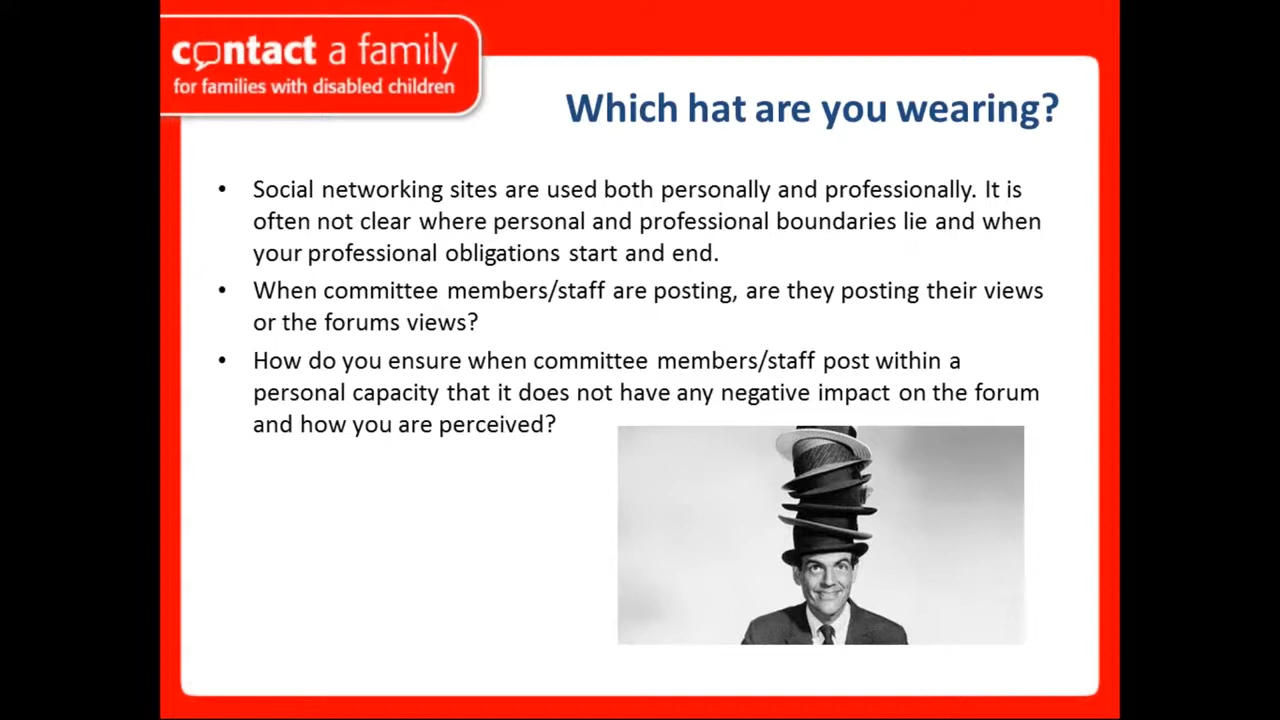 contact a family
for families with disabled children
Which hat are you wearing?
• Social networking sites are used both personally and professionally. It is
often not clear where personal and professional boundaries lie and when
your professional obligations start and end.
• When committee members/staff are posting, are they posting their views
or the forums views?
• How do you ensure when committee members/staff post within a
personal capacity that it does not have any negative impact on the forum
and how you are perceived?